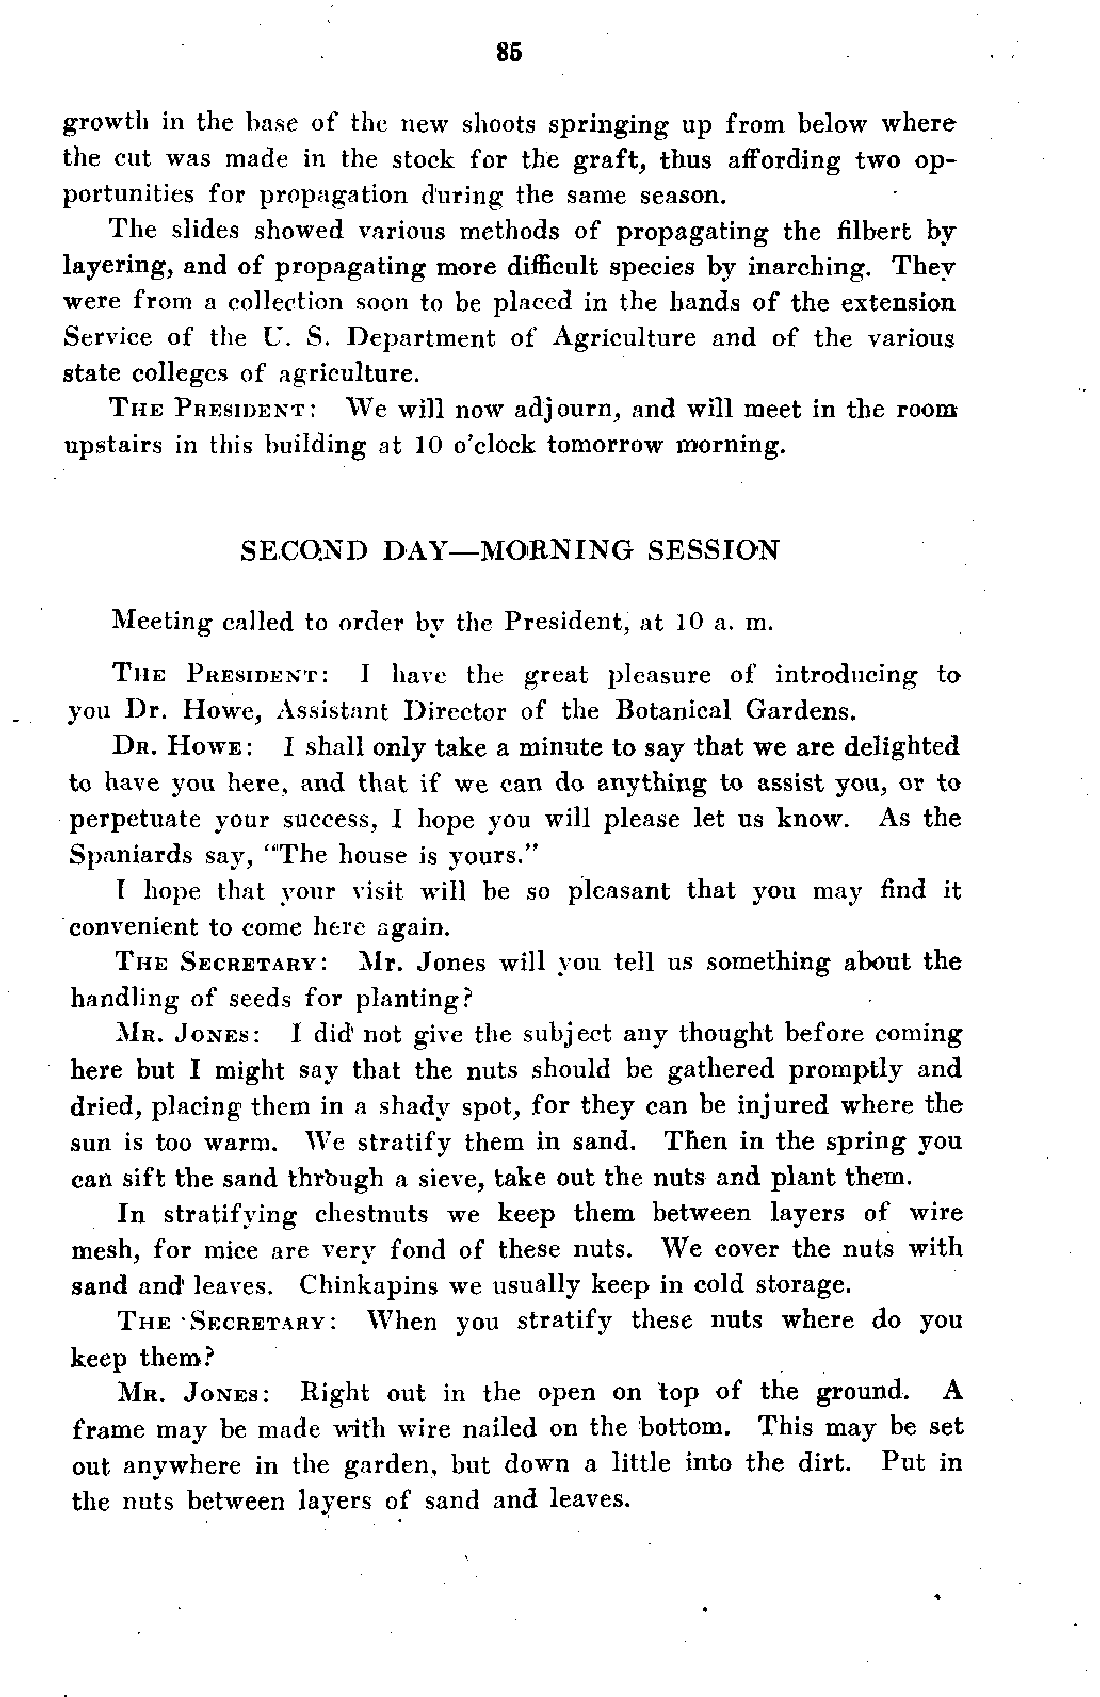 85
growth in the base of the new shoots springing up from below where
the cut was made in the stock for the graft, thus affording two op-
portunities for propagation during the same season.
The slides showed various methods of propagating the filbert by
layering, and of propagating more difficult species by inarching. They
were from a collection soon to be placed in the hands of the extension
Service of the U. S. Department of Agriculture and of the various
state colleges of agriculture.
THE PRESIDENT: We will now adjourn, and will meet in the room
upstairs in this building at 10 o'clock tomorrow morning.
SECOND DAY—MORNING SESSION
Meeting called to order by the President, at 10 a. m.
THE PRESIDENT: I have the great pleasure of introducing to
you Dr. Howe, Assistant Director of the Botanical Gardens.
DR. HOWE: I shall only take a minute to say that we are delighted
to have you here, and that if we can do anything to assist you, or to
perpetuate your success, I hope you will please let us know. As the
Spaniards say, "The house is yours."
I hope that your visit will be so pleasant that you may find it
convenient to come here again.
THE SECRETARY: Mr. Jones will you tell us something about the
handling of seeds for planting?
MR. JONES: I did not give the subject any thought before coming
here but I might say that the nuts should be gathered promptly and
dried, placing them in a shady spot, for they can be injured where the
sun is too warm. We stratify them in sand. Then in the spring you
can sift the sand through a sieve, take out the nuts and plant them.
In stratifying chestnuts we keep them between layers of wire
mesh, for mice are very fond of these nuts. We cover the nuts with
sand and leaves. Chinkapins we usually keep in cold storage.
THE SECRETARY: When you stratify these nuts where do you
keep them?
MR. JONES: Right out in the open on top of the ground. A
frame may be made with wire nailed on the bottom. This may be set
out anywhere in the garden, but down a little into the dirt. Put in
the nuts between layers of sand and leaves.